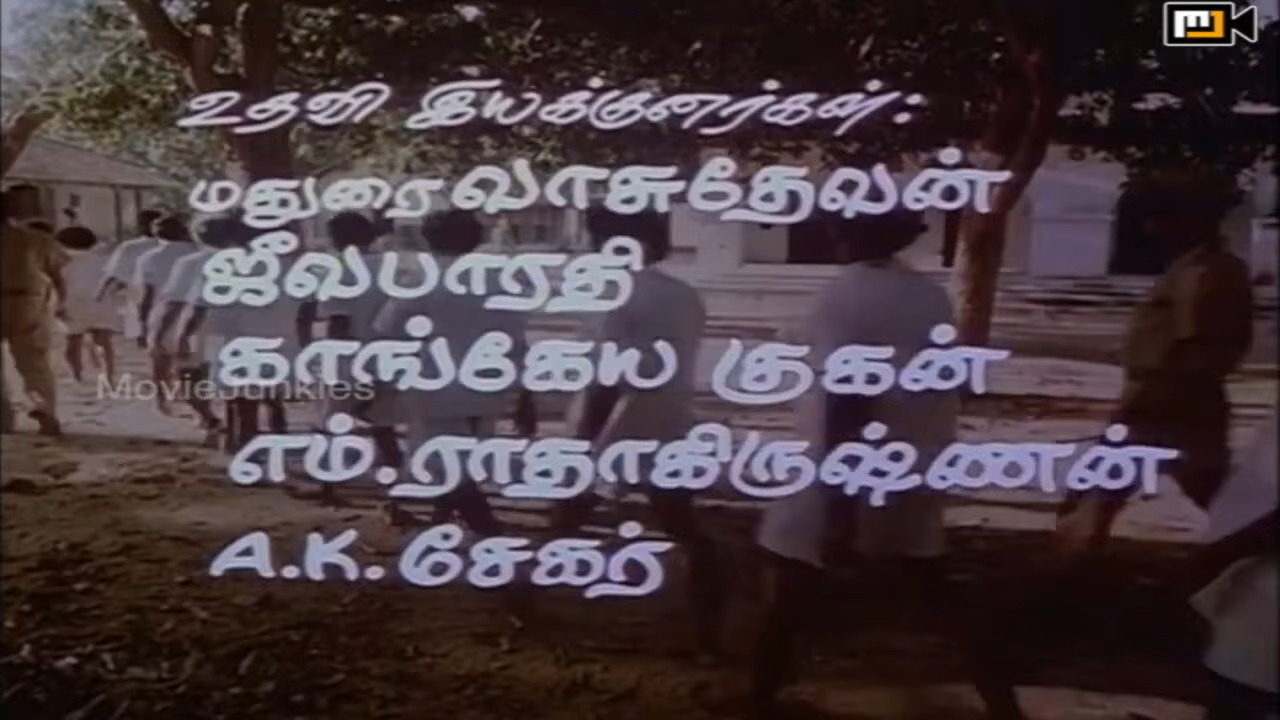 உதவி இயக்குனர்கள்:
மதுரை வாசுதேவன்
ஜீவபாரதி
காங்கேய குகன்
MovieJunkies
எம். ராதாகிருஷ்ணன்
A.K. சேகர்